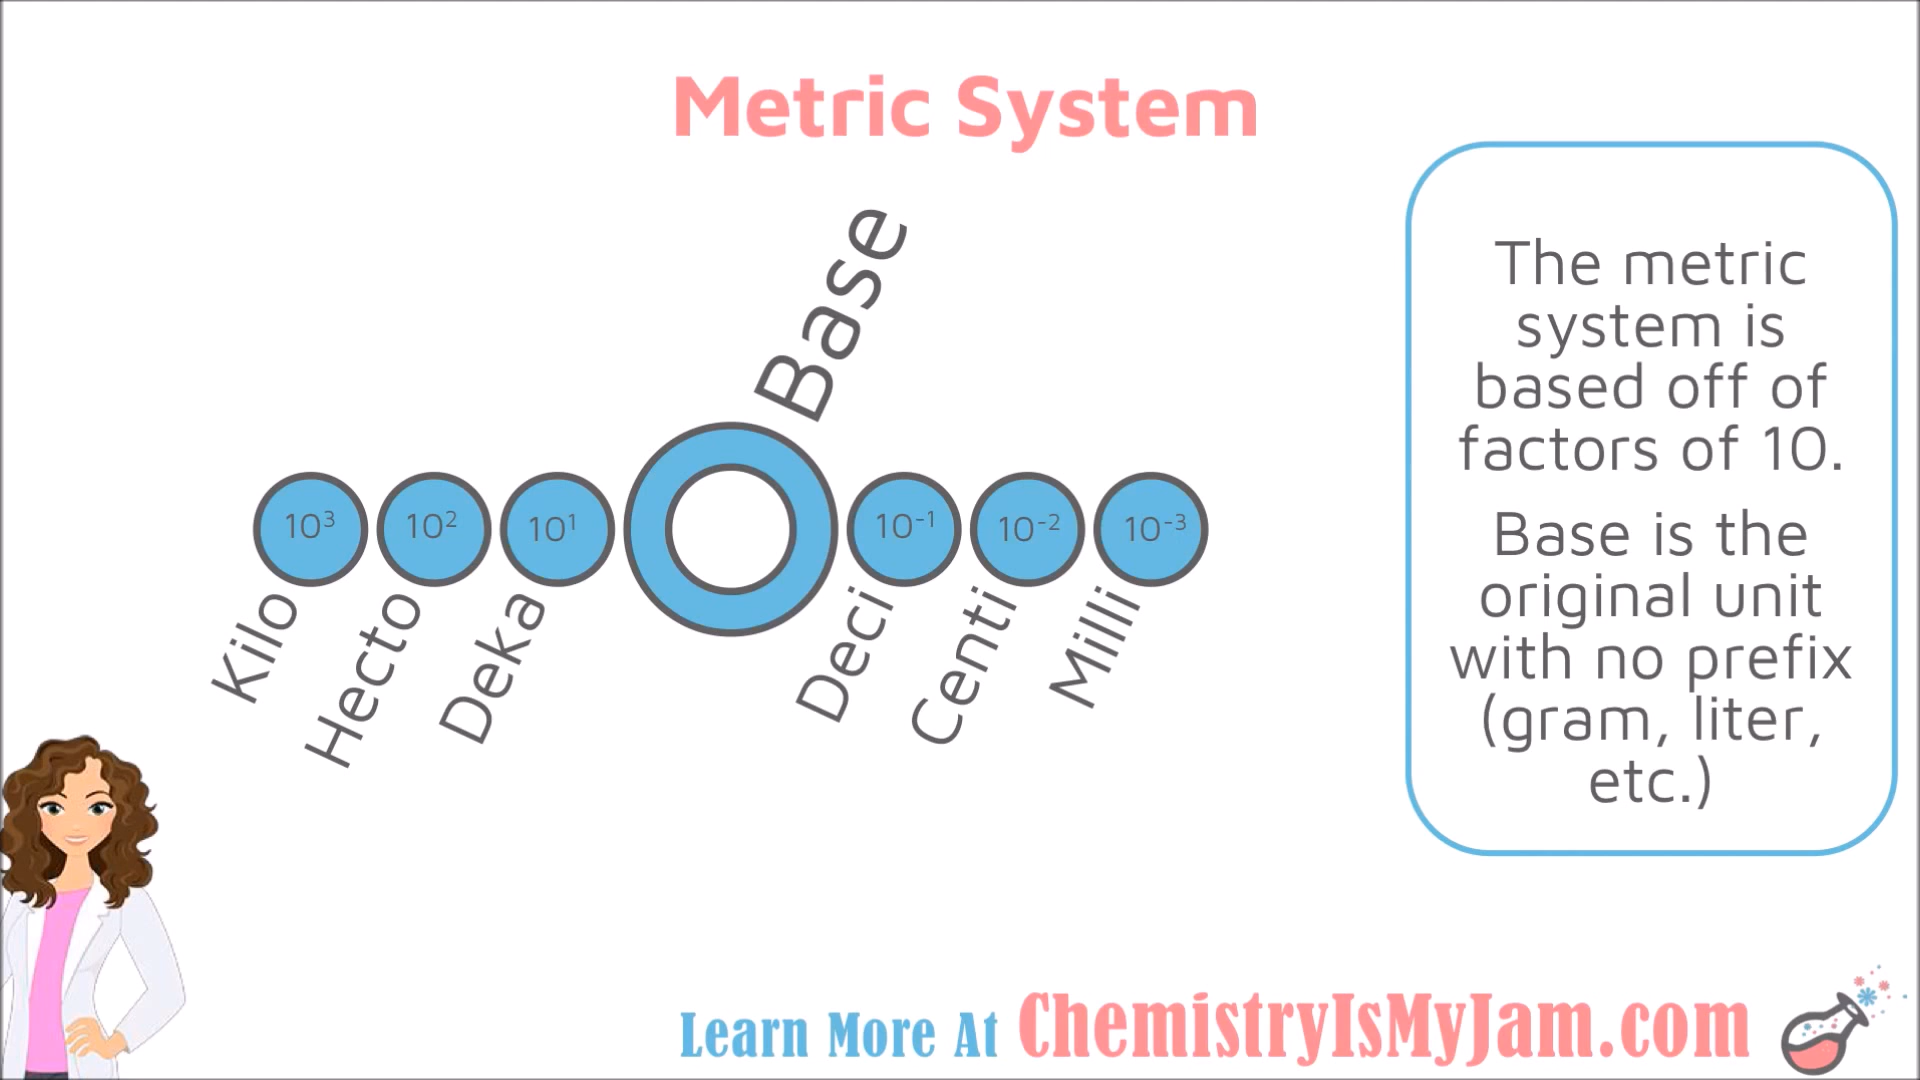 Metric System
Base
10³
10²
10¹
10⁻¹
10⁻²
10⁻³
Kilo
Hecto
Deka
Deci
Centi
Milli
The metric
system is
based off of
factors of 10.
Base is the
original unit
with no prefix
(gram, liter,
etc.)
Learn More At ChemistryIsMyJam.com